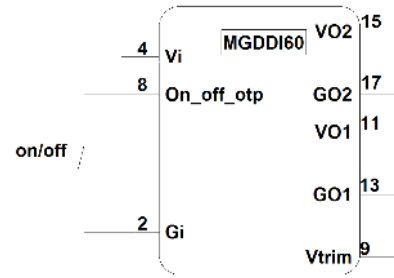 MGDDI60
4 Vi
8 On_off_otp
on/off
2 Gi
VO2 15
GO2 17
VO1 11
GO1 13
Vtrim 9